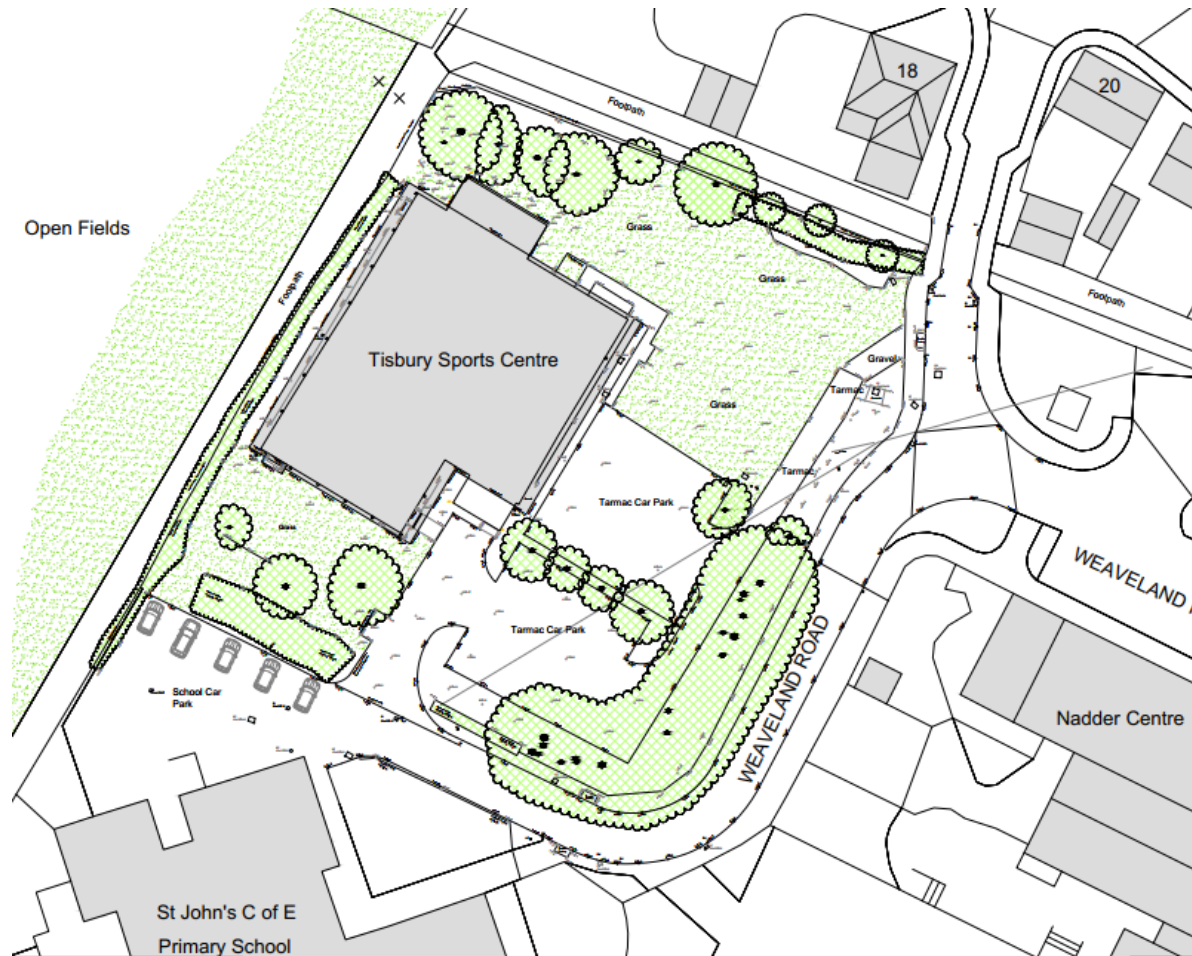 18
20
Footpath
Open Fields
Grass
Grass
Footpath
Footpath
Tisbury Sports Centre
Gravel
Tarmac
Grass
Tarmac
Tarmac Car Park
Grass
WEAVELAND
Tarmac Car Park
WEAVELAND ROAD
School Car
Park
Nadder Centre
St John's C of E
Primary School